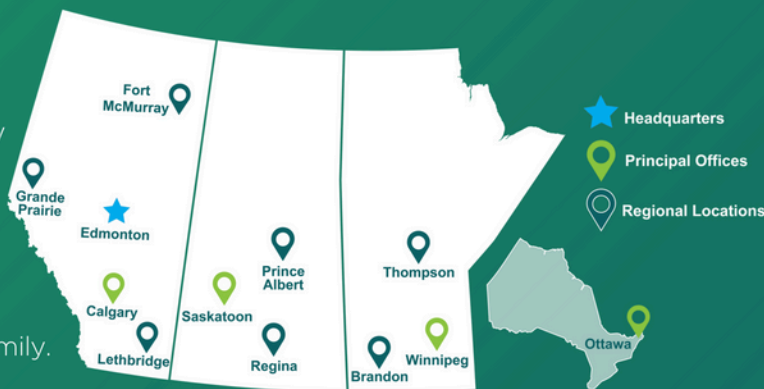 Fort
McMurray
Grande
Prairie
Edmonton
Calgary
Lethbridge
Saskatoon
Prince
Albert
Regina
Thompson
Brandon
Winnipeg
Headquarters
Principal Offices
Regional Locations
Ottawa
mily.